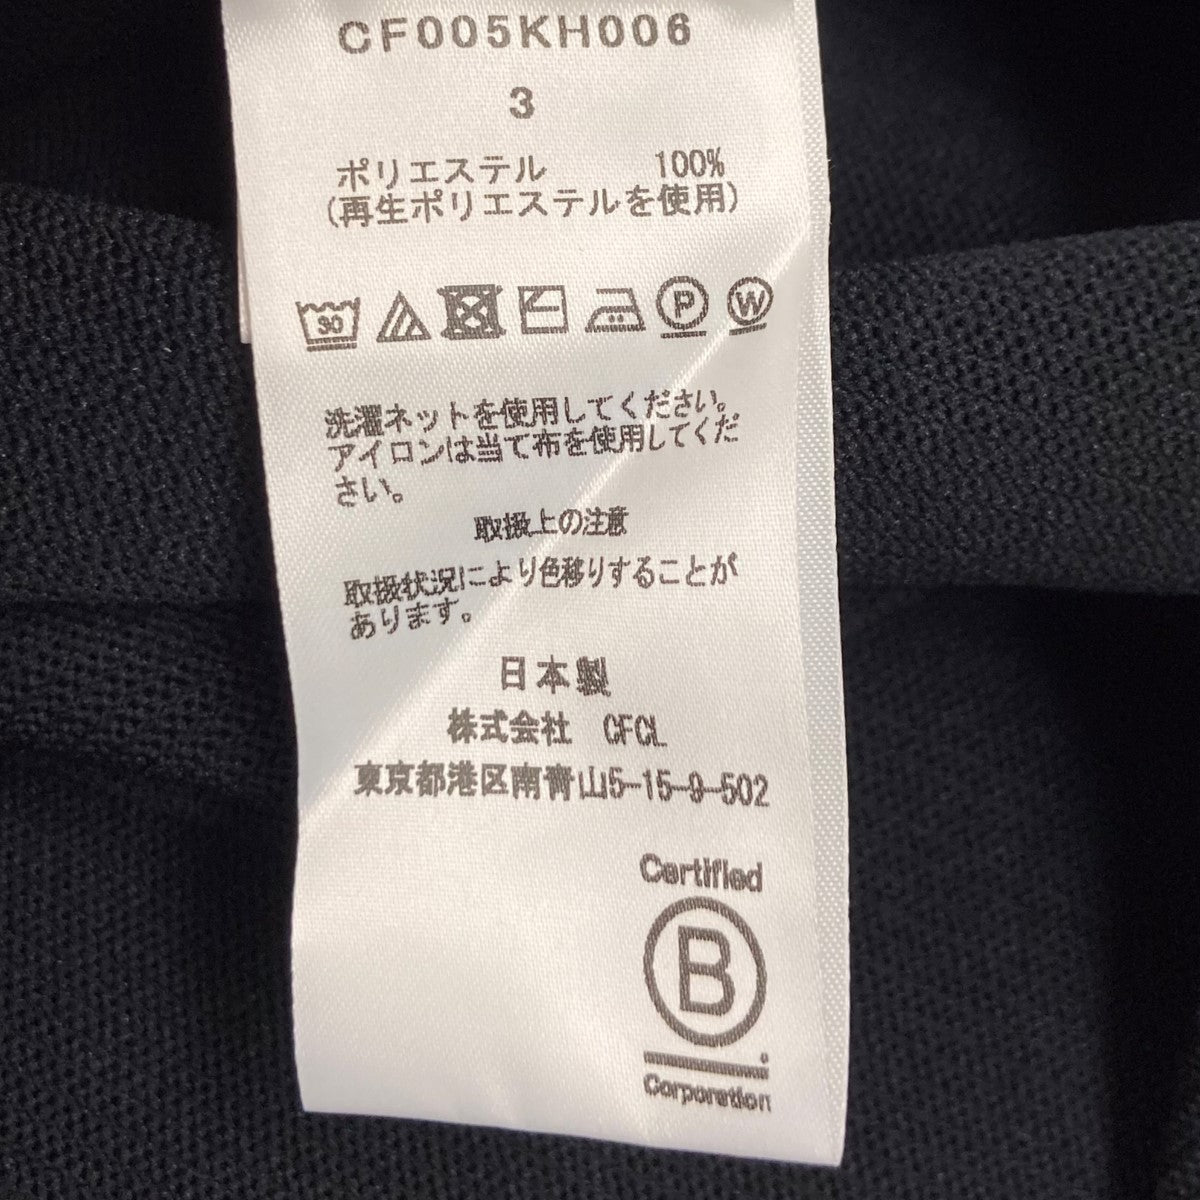 CF005KH006
3
ポリエステル 100%
(再生ポリエステルを使用)
30 P W
洗濯ネットを使用してください。
アイロンは当て布を使用してくだ
さい。
取扱上の注意
取扱状況により色移りすることが
あります。
日本製
株式会社 CFCL
東京都港区南青山5-15-9-502
Certified
B
Corporation